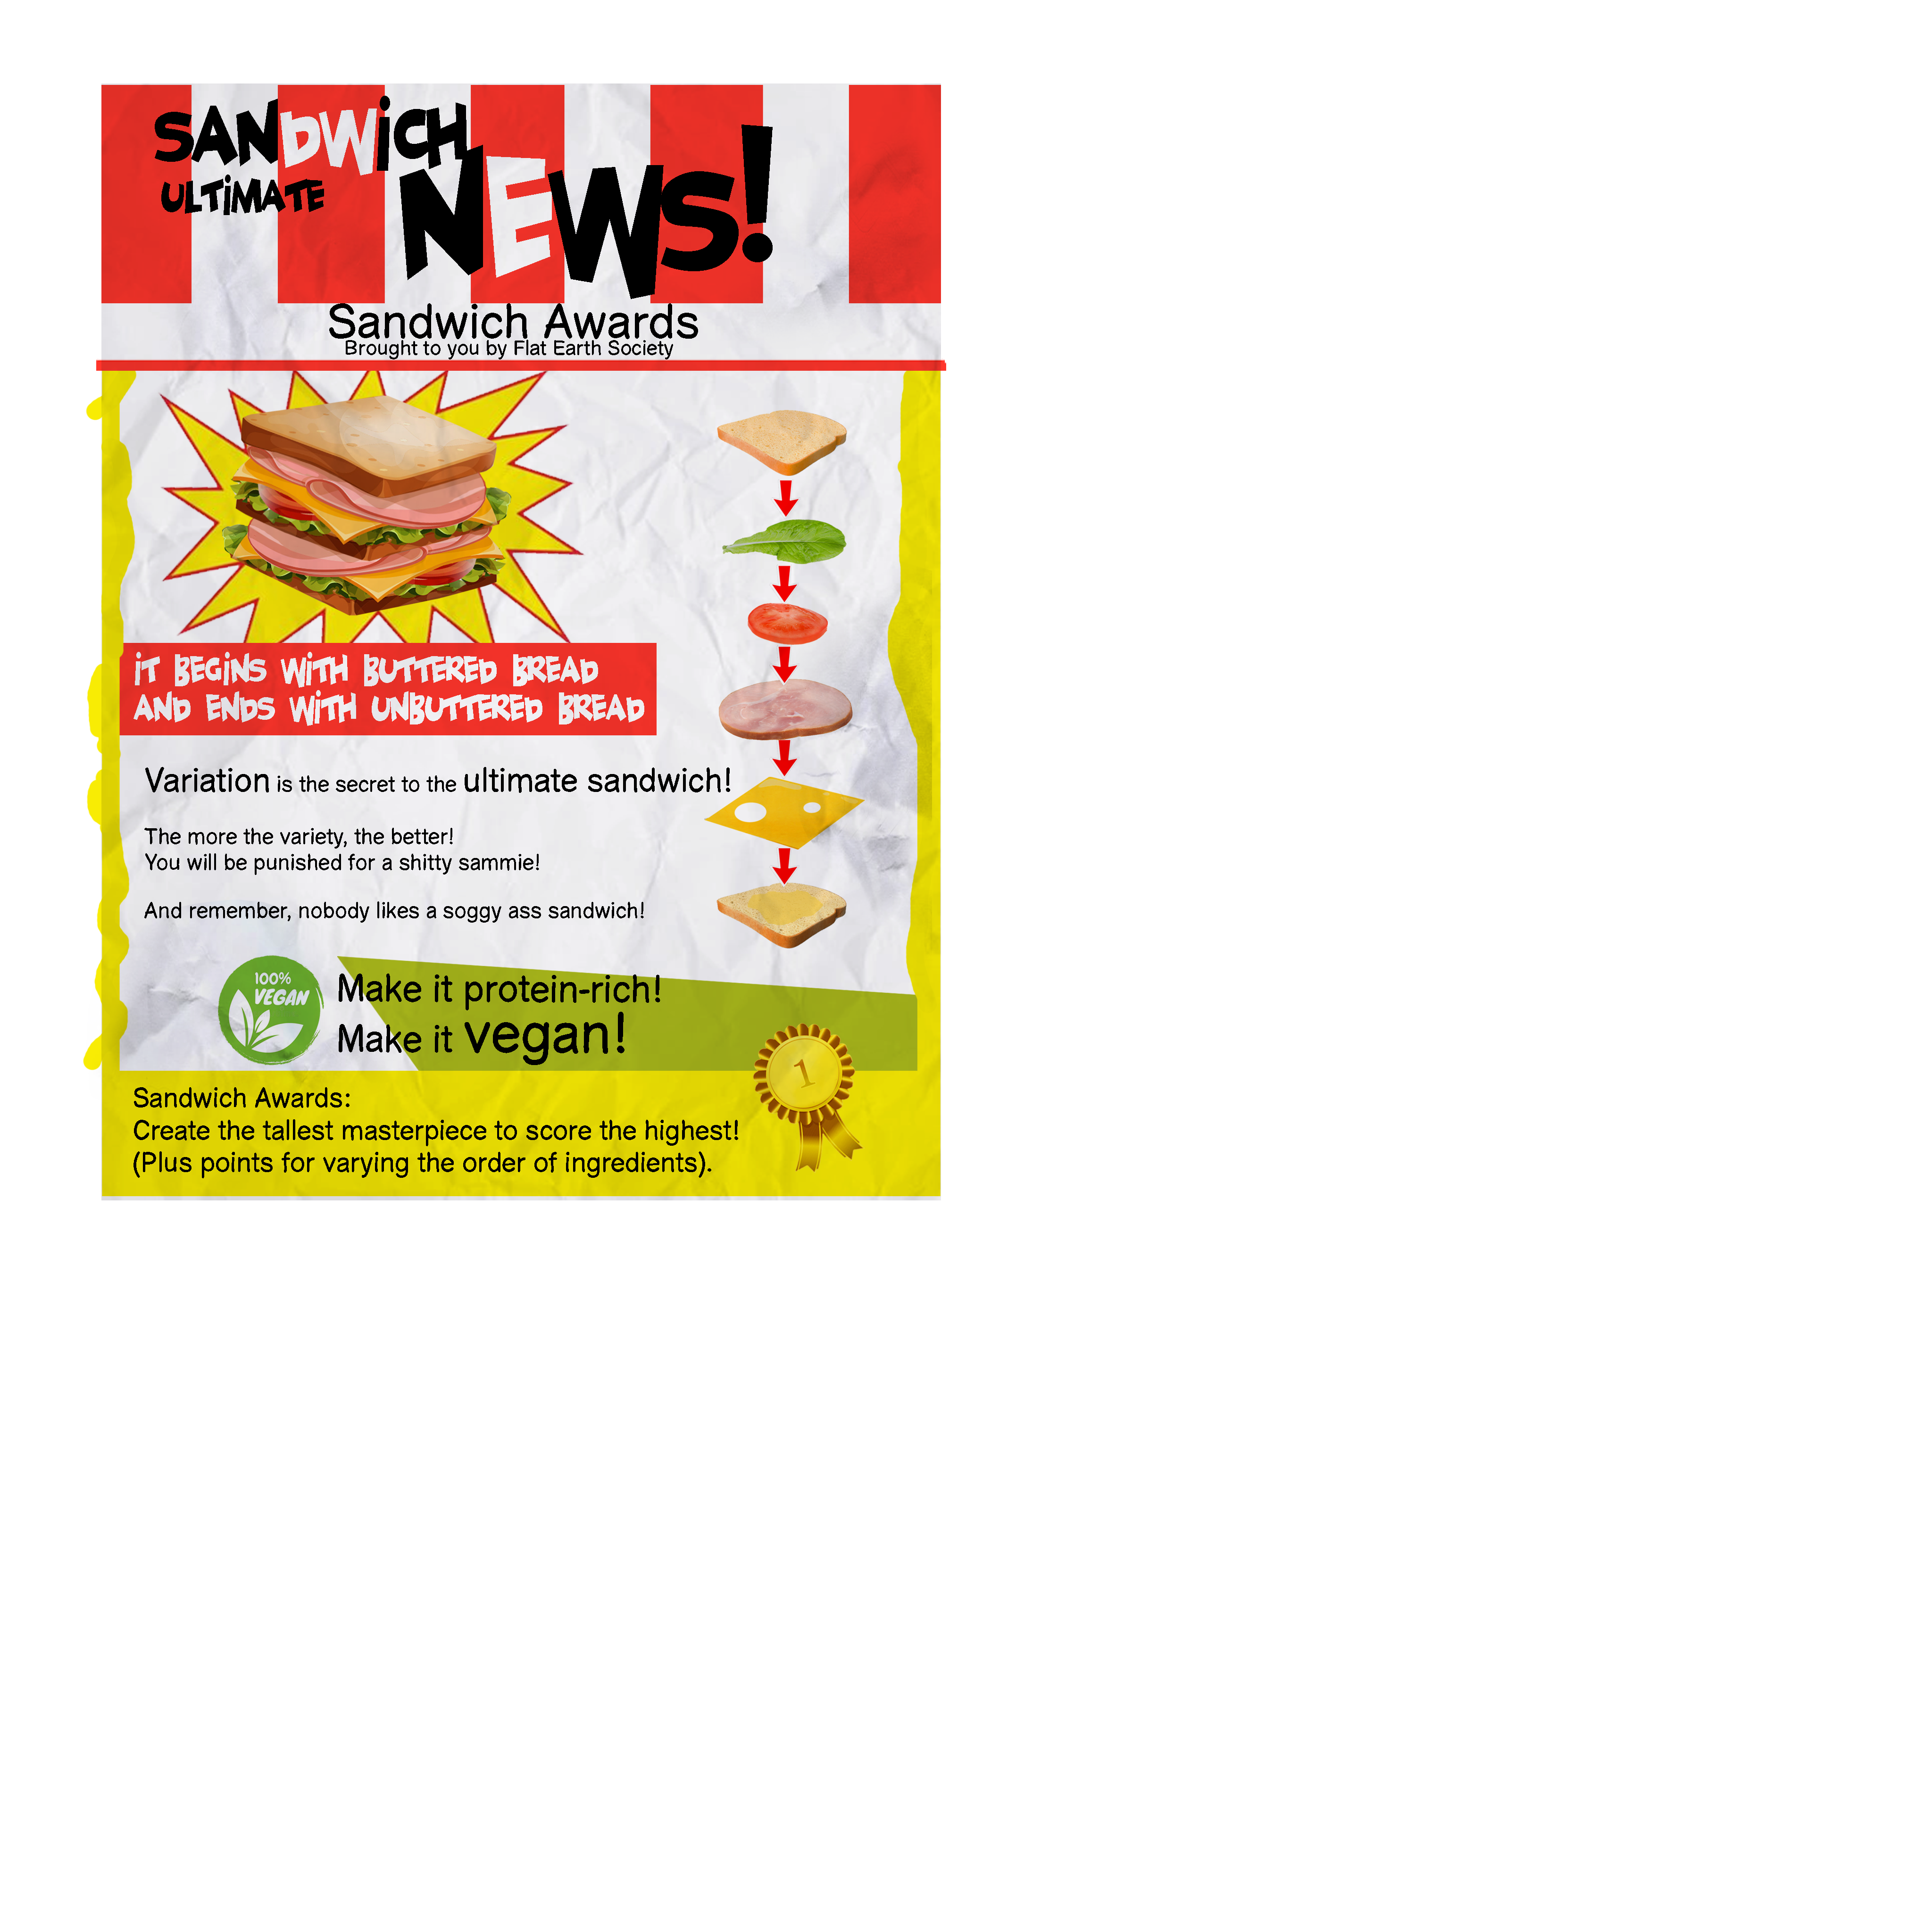 SANDWiCH
ULTiMATE
NEWS!
Sandwich Awards
Brought to you by Flat Earth Society
iT BEGiNS WiTH BUTTERED BREAD
AND ENDS WiTH UNBUTTERED BREAD
Variation is the secret to the ultimate sandwich!
The more the variety, the better!
You will be punished for a shitty sammie!
And remember, nobody likes a soggy ass sandwich!
100%
VEGAN
Make it protein-rich!
Make it vegan!
1
Sandwich Awards:
Create the tallest masterpiece to score the highest!
(Plus points for varying the order of ingredients).